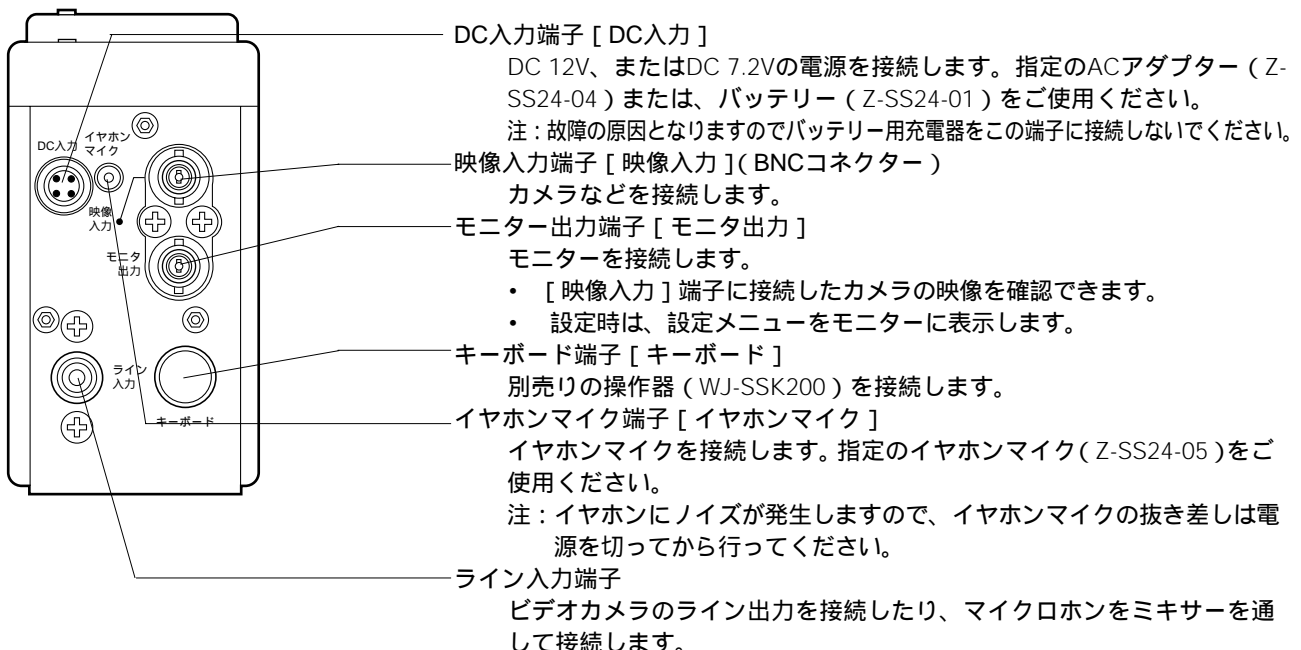 DC入力端子［DC入力］
DC 12V、またはDC 7.2Vの電源を接続します。指定のACアダプター（Z-
SS24-04）または、バッテリー（Z-SS24-01）をご使用ください。
注：故障の原因となりますのでバッテリー用充電器をこの端子に接続しないでください。
映像入力端子［映像入力］（BNCコネクター）
カメラなどを接続します。
モニター出力端子［モニタ出力］
モニターを接続します。
• ［映像入力］端子に接続したカメラの映像を確認できます。
• 設定時は、設定メニューをモニターに表示します。
キーボード端子［キーボード］
別売りの操作器（WJ-SSK200）を接続します。
イヤホンマイク端子［イヤホンマイク］
イヤホンマイクを接続します。指定のイヤホンマイク（Z-SS24-05）をご
使用ください。
注：イヤホンにノイズが発生しますので、イヤホンマイクの抜き差しは電
源を切ってから行ってください。
ライン入力端子
ビデオカメラのライン出力を接続したり、マイクロホンをミキサーを通
して接続します。
DC入力
イヤホン
マイク
映像
入力
モニタ
出力
ライン
入力
キーボード